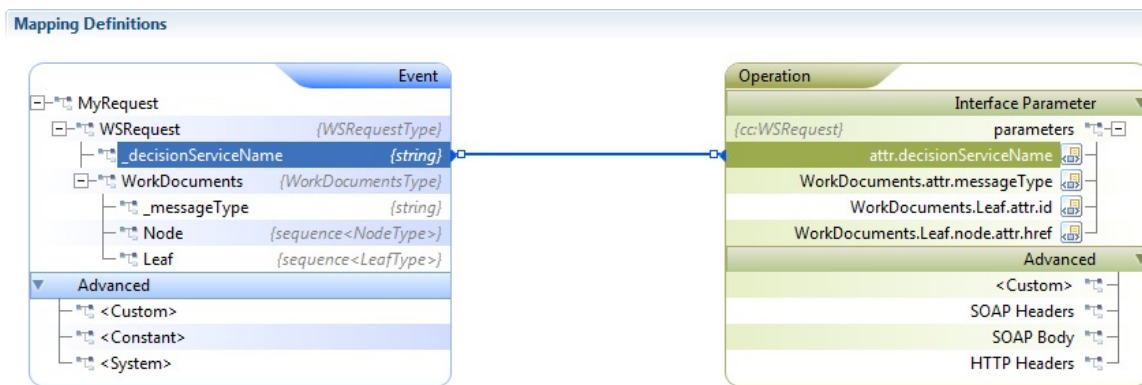 Mapping Definitions
Event
MyRequest
WSRequest {WSRequestType}
_decisionServiceName {string}
WorkDocuments {WorkDocumentsType}
_messageType {string}
Node {sequence<NodeType>}
Leaf {sequence<LeafType>}
Advanced
<Custom>
<Constant>
<System>
Operation
Interface Parameter
{cc:WSRequest} parameters
attr.decisionServiceName
WorkDocuments.attr.messageType
WorkDocuments.Leaf.attr.id
WorkDocuments.Leaf.node.attr.href
Advanced
<Custom>
SOAP Headers
SOAP Body
HTTP Headers